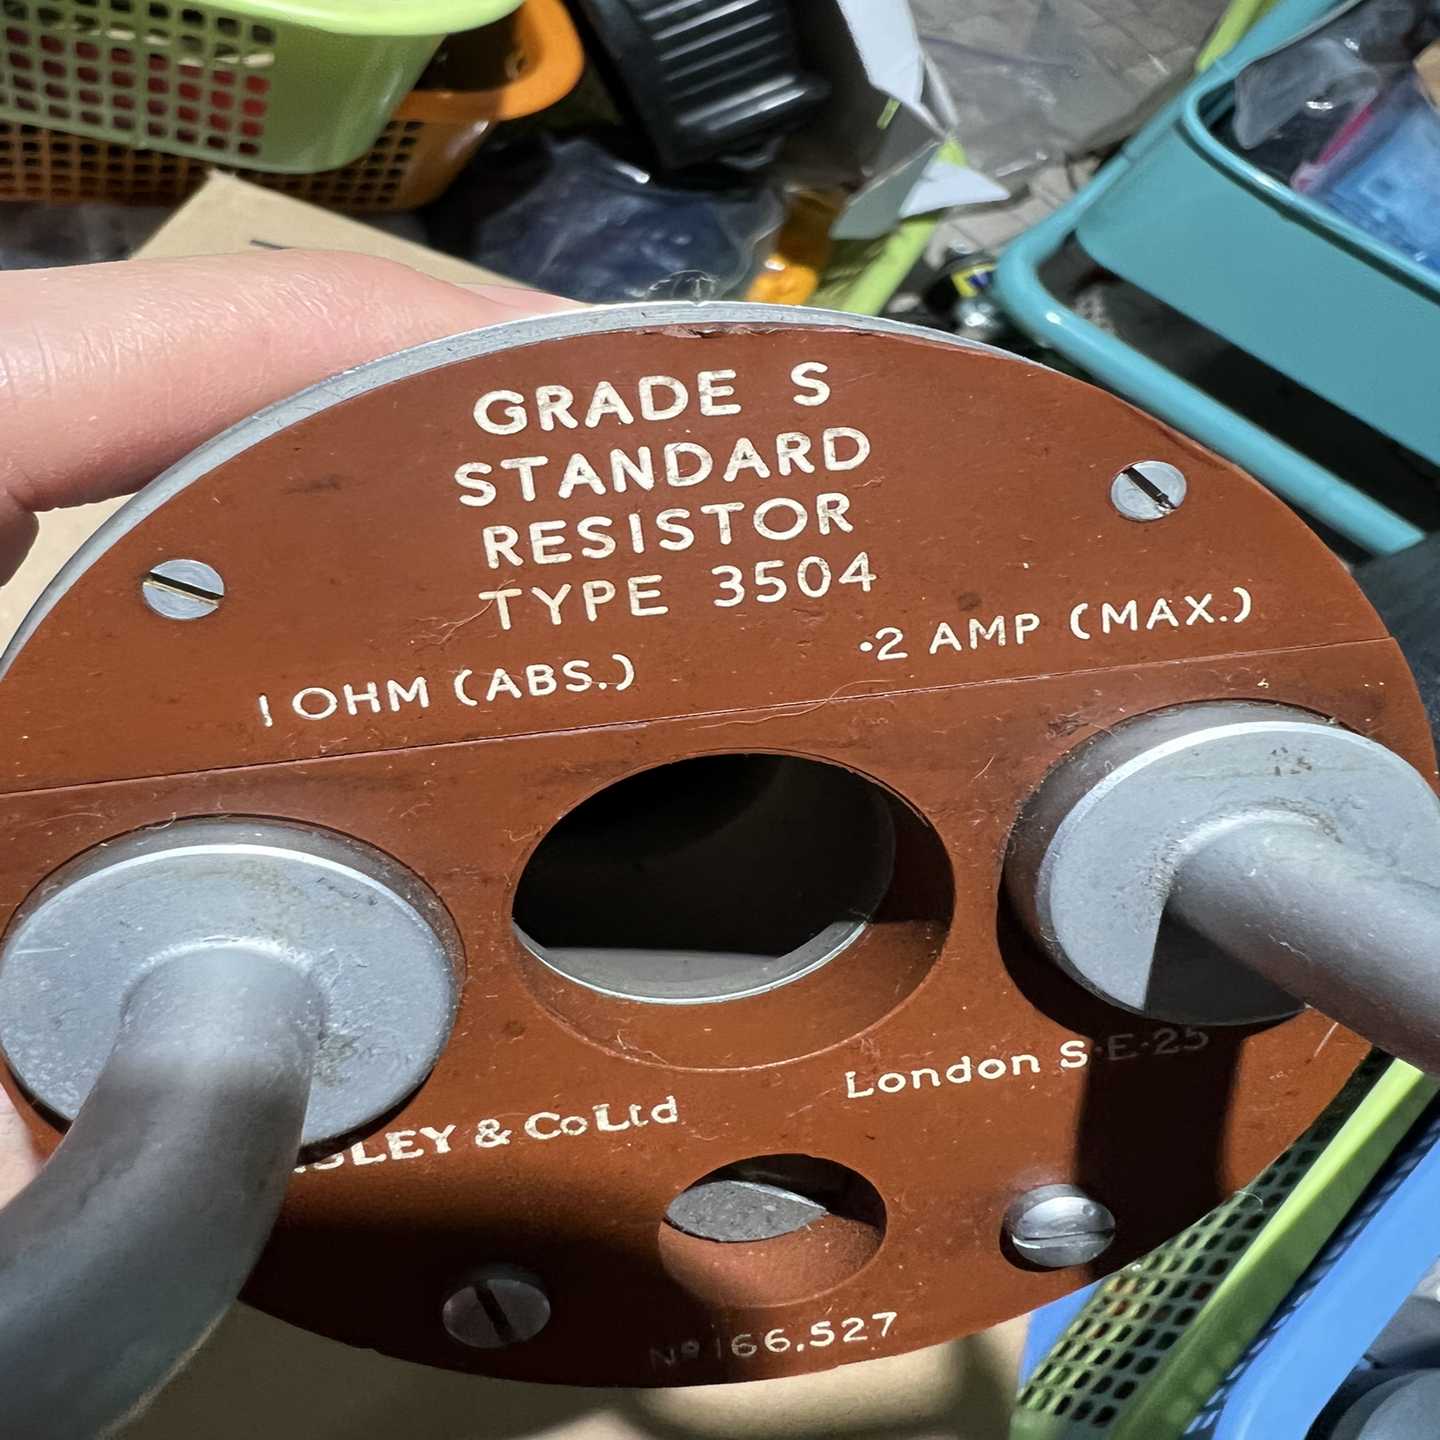 GRADE S
STANDARD
RESISTOR
TYPE 3504
1 OHM (ABS.)
·2 AMP (MAX.)
& Co Ltd
London S·E·25
Nº 166,527